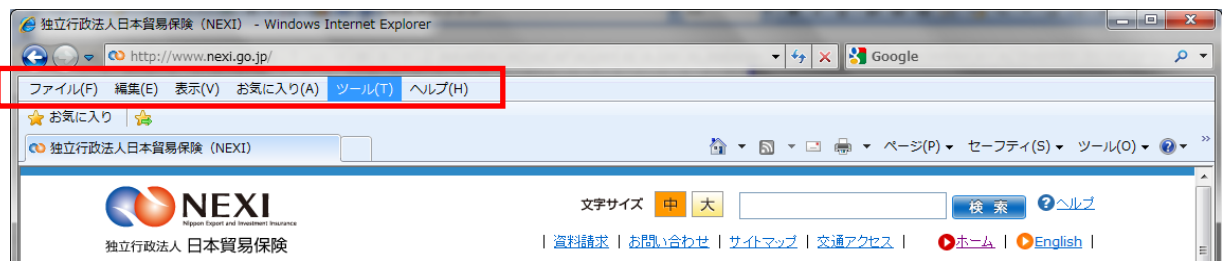 独立行政法人日本貿易保険（NEXI） - Windows Internet Explorer
http://www.nexi.go.jp/ Google
ファイル(F) 編集(E) 表示(V) お気に入り(A) ツール(T) ヘルプ(H)
お気に入り
独立行政法人日本貿易保険（NEXI） ページ(P) セーフティ(S) ツール(O)
NEXI 文字サイズ 中 大 検 索 ヘルプ
Nippon Export and Investment Insurance
独立行政法人 日本貿易保険 | 資料請求 | お問い合わせ | サイトマップ | 交通アクセス | ホーム | English |